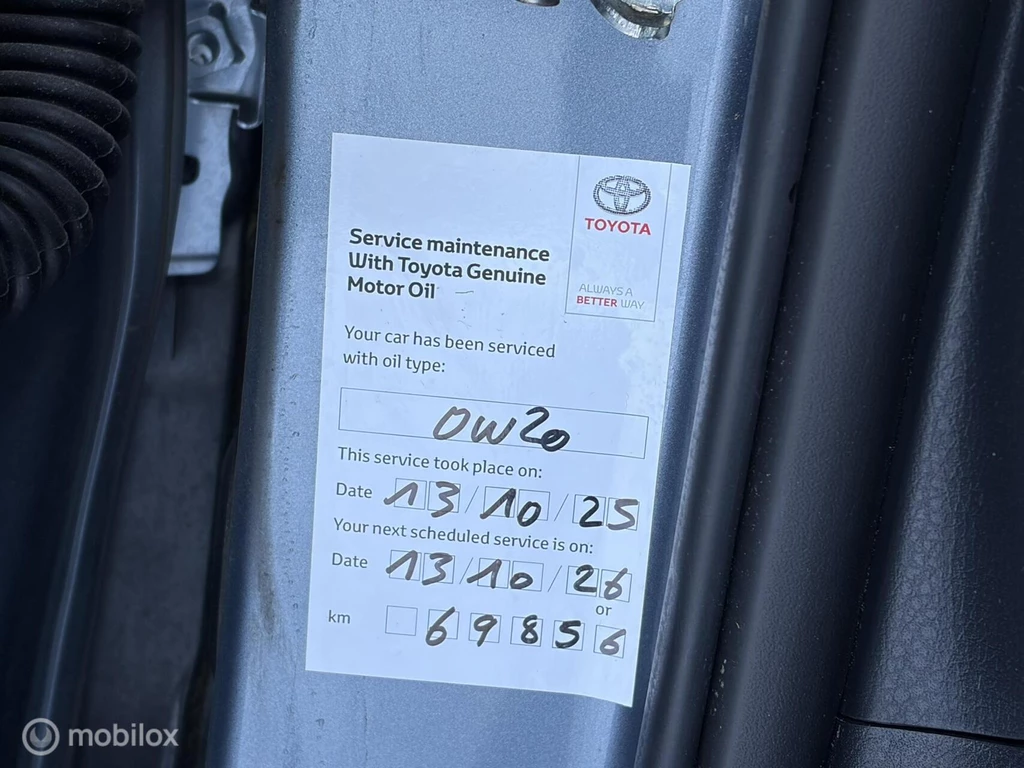 TOYOTA
ALWAYS A
BETTER WAY
Service maintenance
With Toyota Genuine
Motor Oil
Your car has been serviced
with oil type:
0W20
This service took place on:
Date 13/10/25
Your next scheduled service is on:
Date 13/10/26
or
km 69856
mobilox